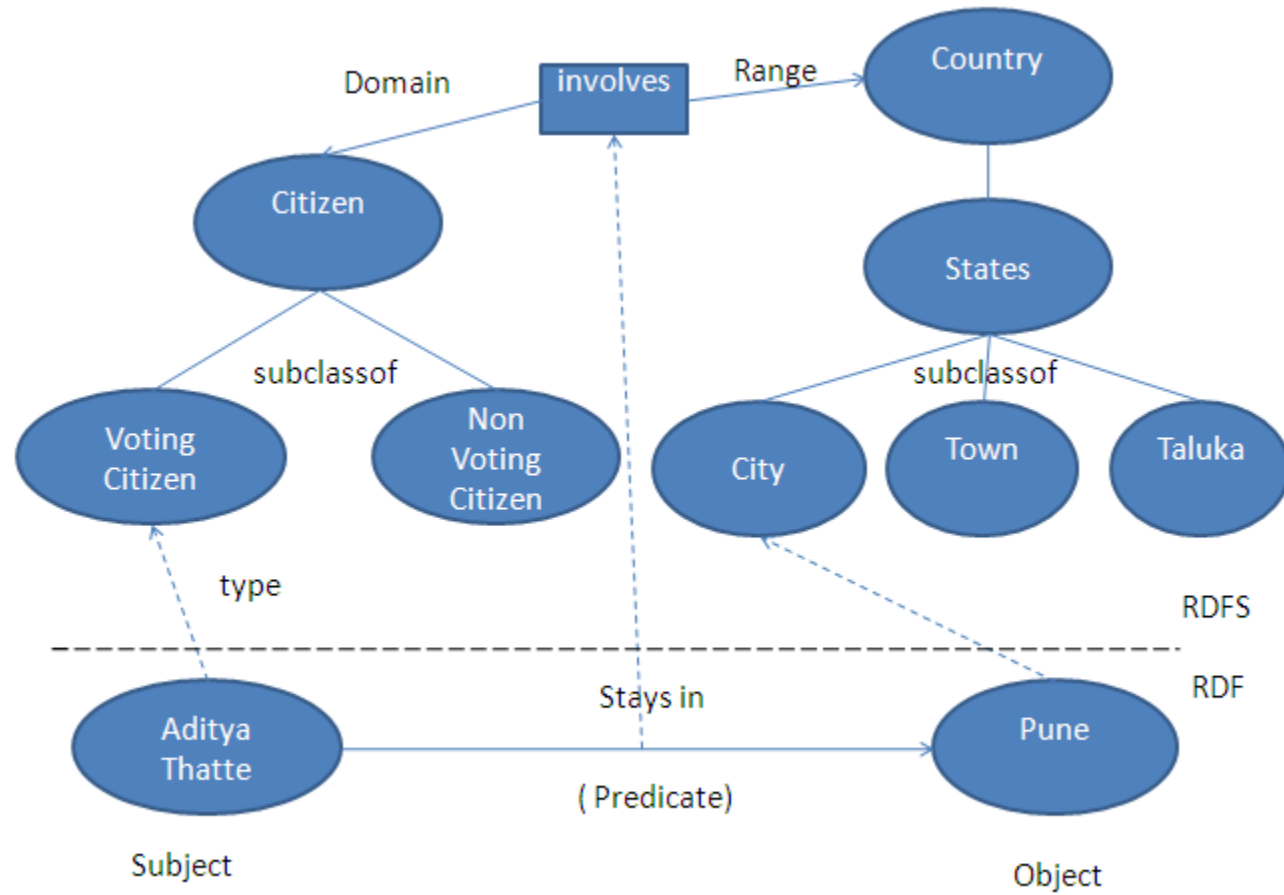 Country
involves
Range
Domain
Citizen
States
subclassof
subclassof
Non
Voting
Citizen
Voting
Citizen
City
Town
Taluka
type
RDFS
RDF
Stays in
Aditya
Thatte
Pune
( Predicate)
Subject
Object